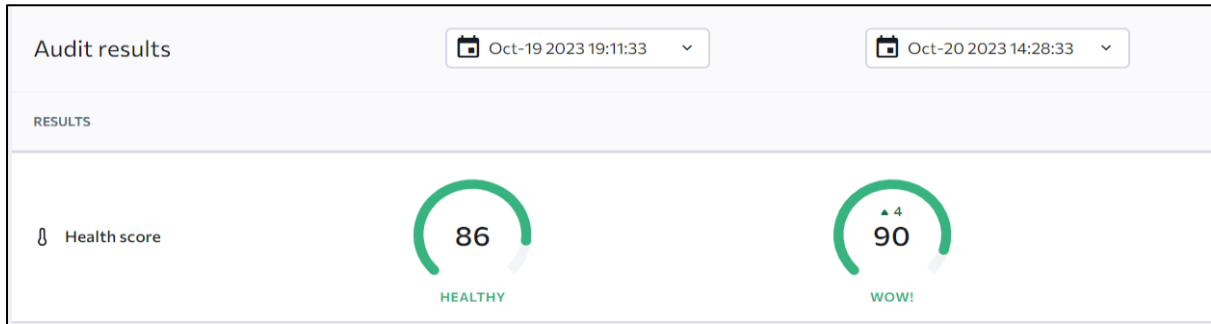 Audit results
Oct-19 2023 19:11:33
Oct-20 2023 14:28:33
RESULTS
Health score
86
HEALTHY
▲ 4
90
WOW!